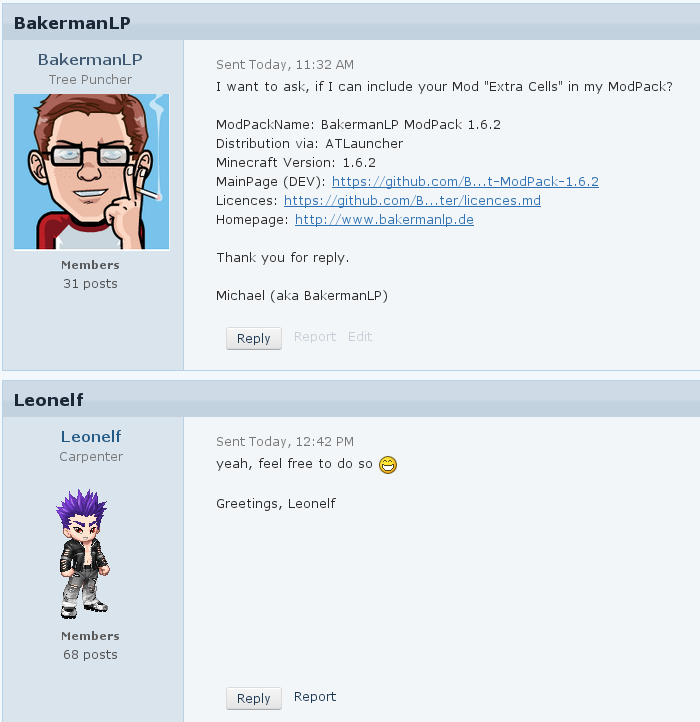 BakermanLP
BakermanLP
Tree Puncher
Members
31 posts
Sent Today, 11:32 AM
I want to ask, if I can include your Mod "Extra Cells" in my ModPack?
ModPackName: BakermanLP ModPack 1.6.2
Distribution via: ATLauncher
Minecraft Version: 1.6.2
MainPage (DEV): https://github.com/B...t-ModPack-1.6.2
Licences: https://github.com/B...ter/licences.md
Homepage: http://www.bakermanlp.de
Thank you for reply.
Michael (aka BakermanLP)
Reply Report Edit
Leonelf
Leonelf
Carpenter
Members
68 posts
Sent Today, 12:42 PM
yeah, feel free to do so
Greetings, Leonelf
Reply Report